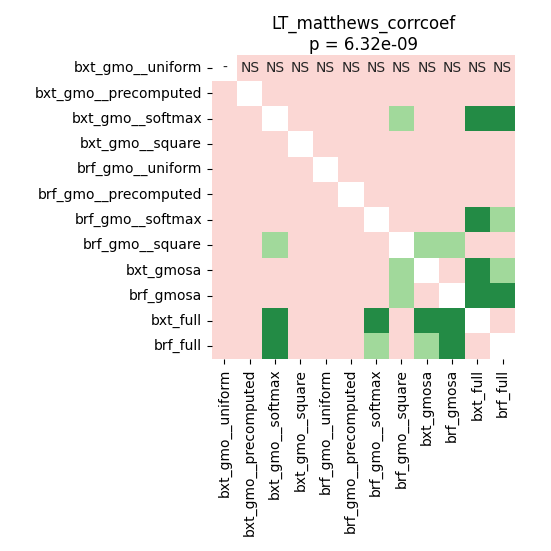 LT_matthews_corrcoef
p = 6.32e-09
bxt_gmo__uniform - NS NS NS NS NS NS NS NS NS NS NS
bxt_gmo__precomputed
bxt_gmo__softmax
bxt_gmo__square
brf_gmo__uniform
brf_gmo__precomputed
brf_gmo__softmax
brf_gmo__square
bxt_gmosa
brf_gmosa
bxt_full
brf_full
bxt_gmo__uniform
bxt_gmo__precomputed
bxt_gmo__softmax
bxt_gmo__square
brf_gmo__uniform
brf_gmo__precomputed
brf_gmo__softmax
brf_gmo__square
bxt_gmosa
brf_gmosa
bxt_full
brf_full